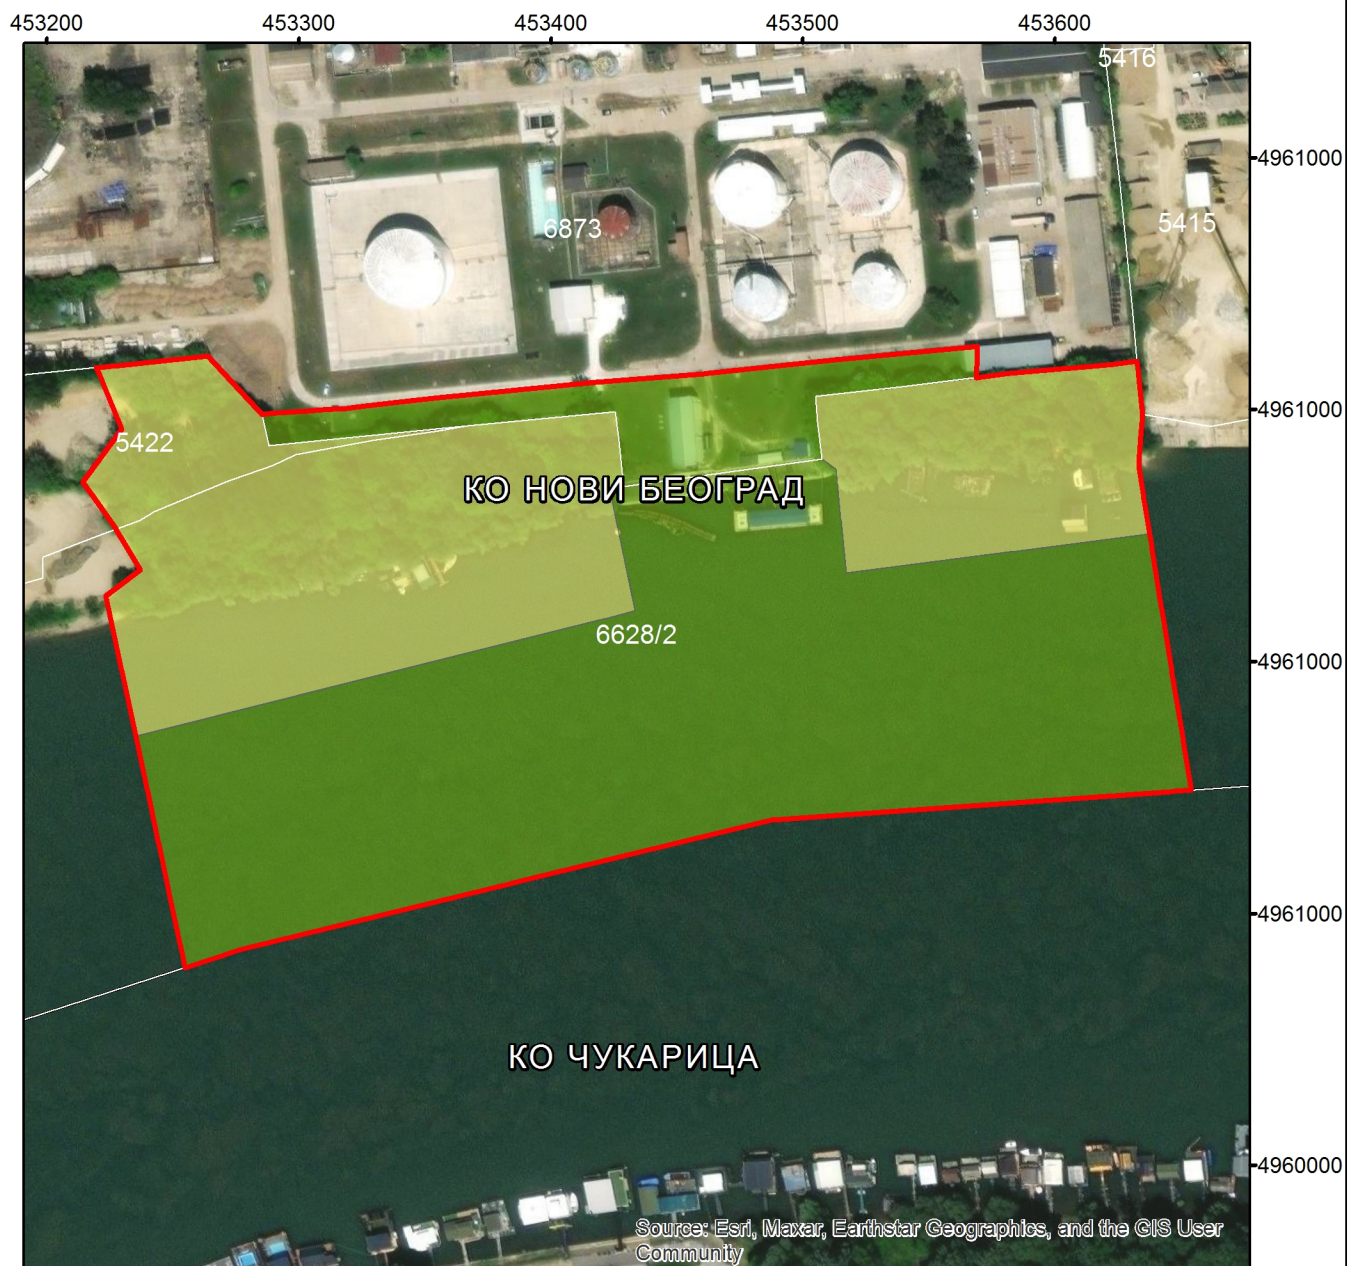 453200 453300 453400 453500 453600
5416
4961000
5415
6873
4961000
5422
КО НОВИ БЕОГРАД
6628/2
4961000
4961000
КО ЧУКАРИЦА
4960000
Source: Esri, Maxar, Earthstar Geographics, and the GIS User
Community